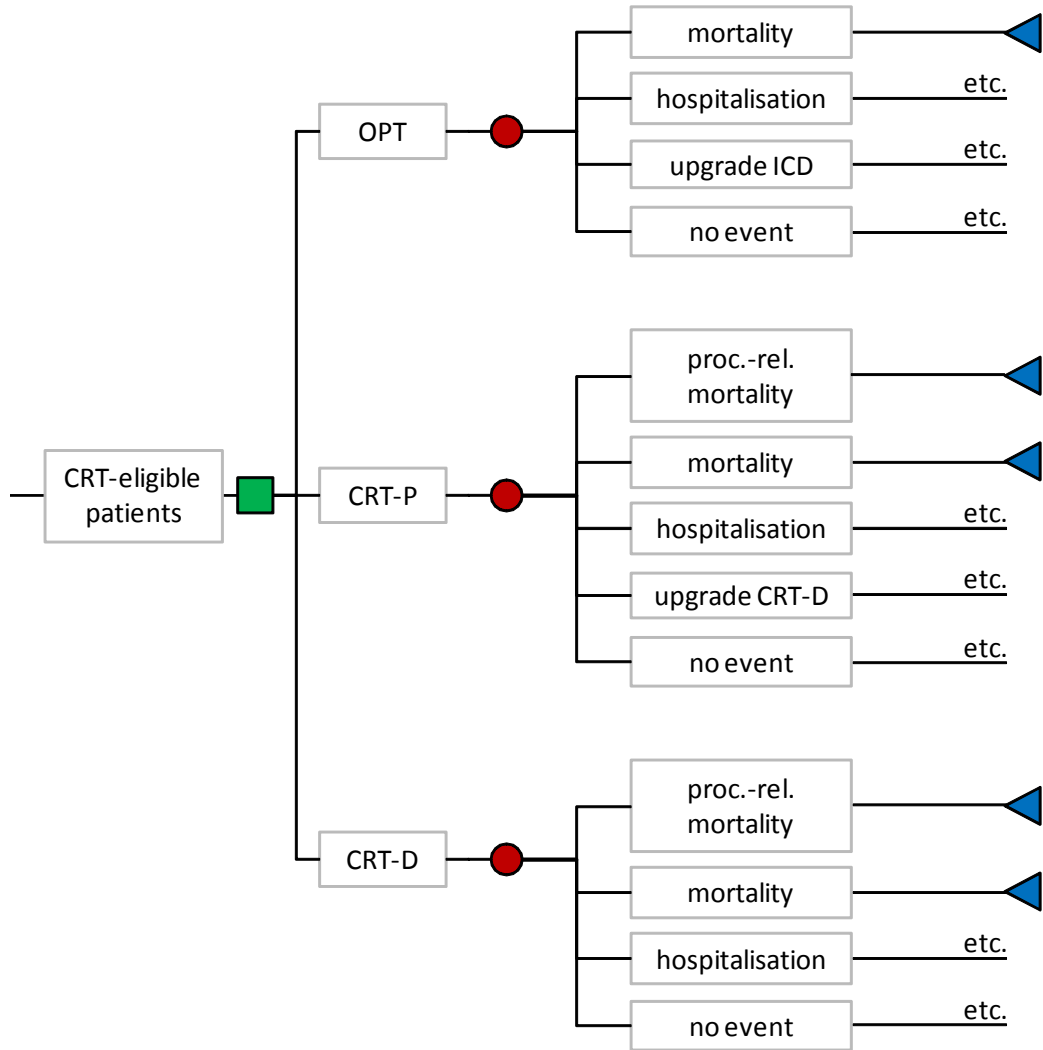 mortality
hospitalisation
etc.
OPT
upgrade ICD
etc.
no event
etc.
proc.-rel.
mortality
CRT-eligible
patients
CRT-P
mortality
hospitalisation
etc.
upgrade CRT-D
etc.
no event
etc.
proc.-rel.
mortality
CRT-D
mortality
hospitalisation
etc.
no event
etc.